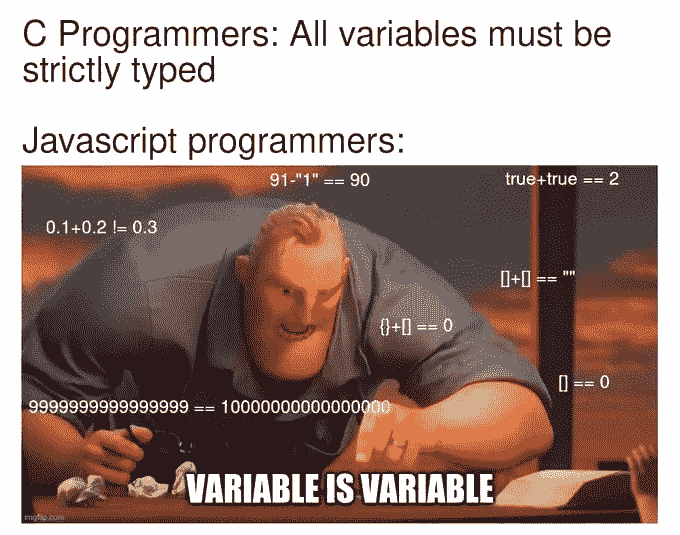 C Programmers: All variables must be
strictly typed
Javascript programmers:
91-"1" == 90
true+true == 2
0.1+0.2 != 0.3
[]+[] == ""
{}+[] == 0
[] == 0
9999999999999999 == 10000000000000000
VARIABLE IS VARIABLE
imgflip.com